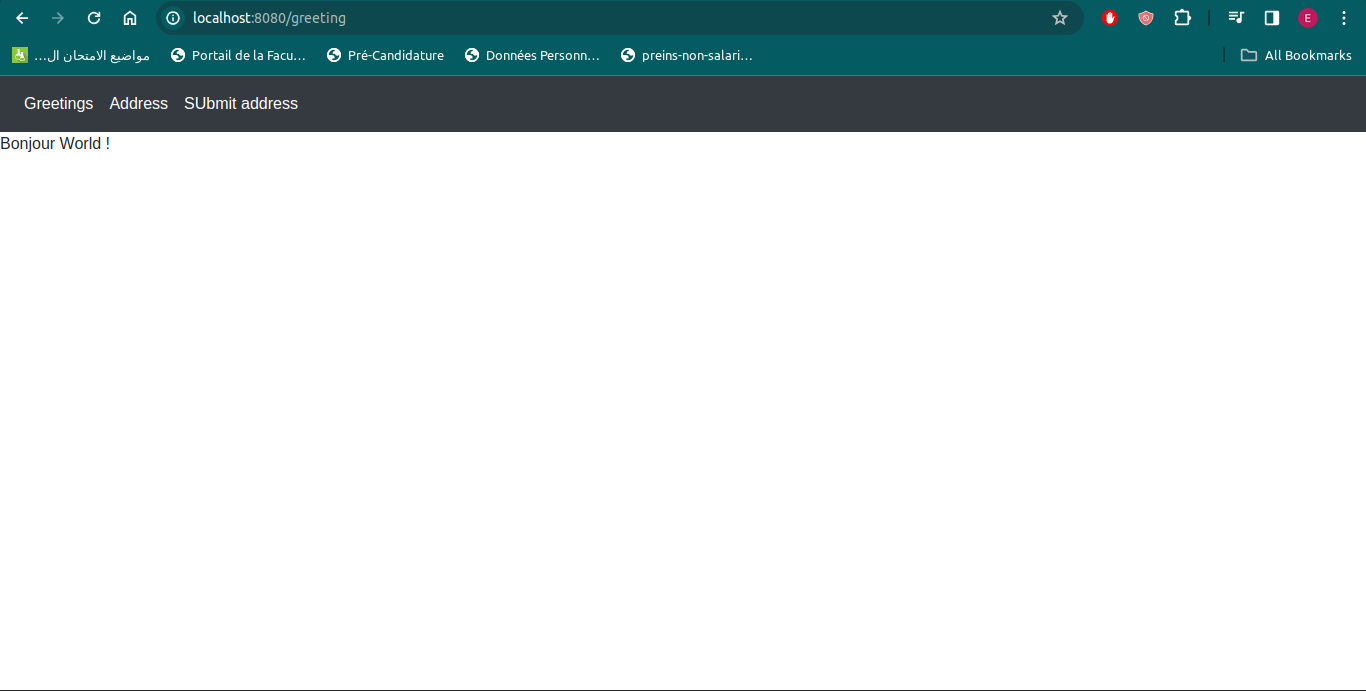 localhost:8080/greeting
E
مواضيع الامتحان ال...
Portail de la Facu...
Pré-Candidature
Données Personn...
preins-non-salari...
All Bookmarks
Greetings Address SUbmit address
Bonjour World !